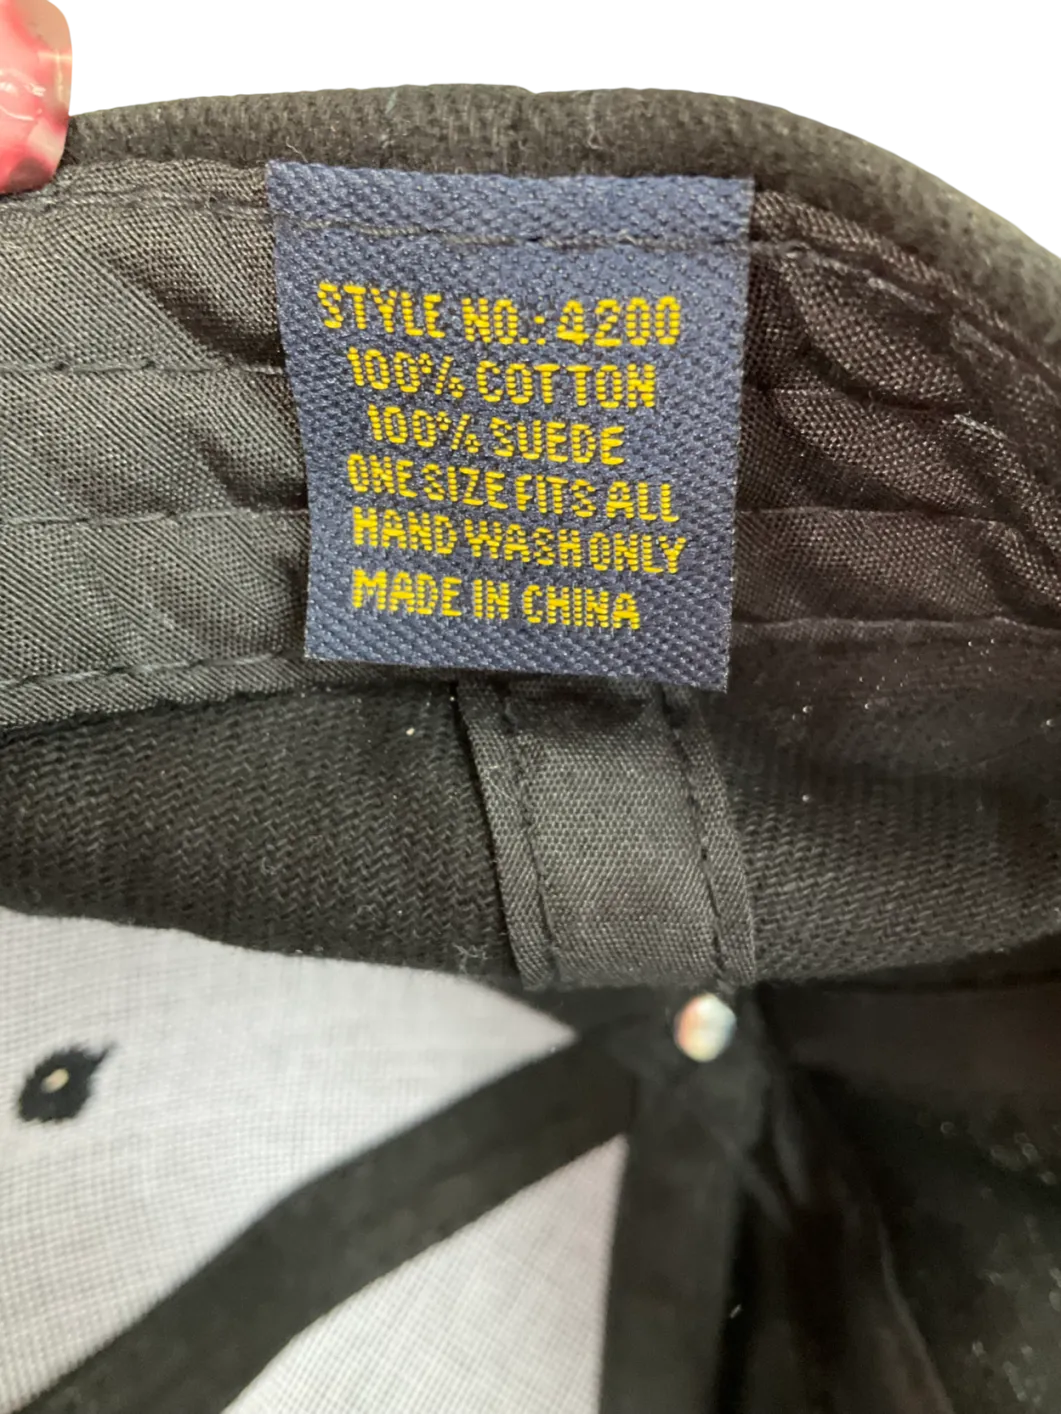 STYLE NO.: 4200
100% COTTON
100% SUEDE
ONE SIZE FITS ALL
HAND WASH ONLY
MADE IN CHINA